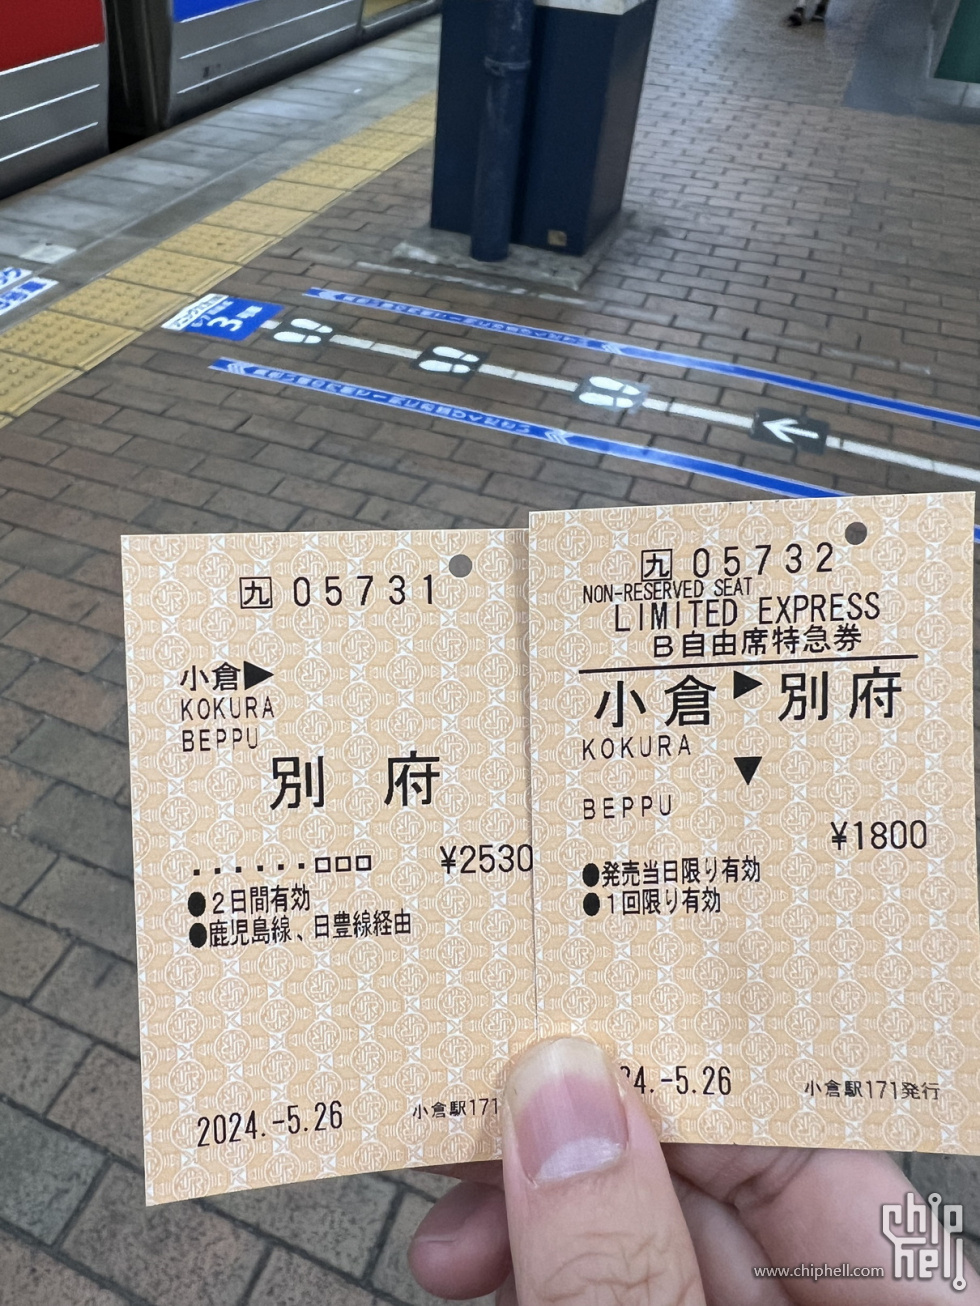 3
九 05731
小倉▶
KOKURA
BEPPU
別府
......□□□ ¥2530
●2日間有効
●鹿児島線、日豊線経由
2024.-5.26 小倉駅171
九 05732
NON-RESERVED SEAT
LIMITED EXPRESS
B自由席特急券
小倉▶別府
KOKURA
▼
BEPPU
¥1800
●発売当日限り有効
●1回限り有効
24.-5.26 小倉駅171発行
chip hell
www.chiphell.com